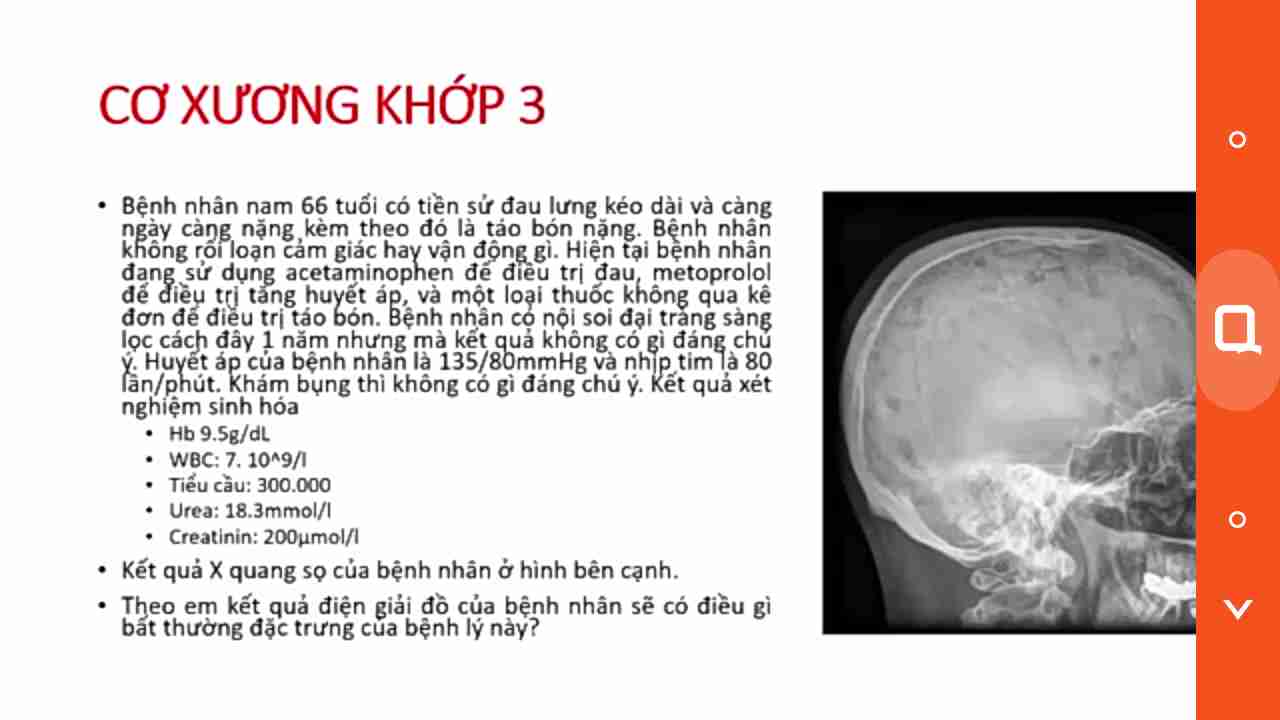 CƠ XƯƠNG KHỚP 3
• Bệnh nhân nam 66 tuổi có tiền sử đau lưng kéo dài và càng
ngày càng nặng kèm theo đó là táo bón nặng. Bệnh nhân
không rối loạn cảm giác hay vận động gì. Hiện tại bệnh nhân
đang sử dụng acetaminophen để điều trị đau, metoprolol
để điều trị tăng huyết áp, và một loại thuốc không qua kê
đơn để điều trị táo bón. Bệnh nhân có nội soi đại tràng sàng
lọc cách đây 1 năm nhưng mà kết quả không có gì đáng chú
ý. Huyết áp của bệnh nhân là 135/80mmHg và nhịp tim là 80
lần/phút. Khám bụng thì không có gì đáng chú ý. Kết quả xét
nghiệm sinh hóa
• Hb 9.5g/dL
• WBC: 7. 10^9/l
• Tiểu cầu: 300.000
• Urea: 18.3mmol/l
• Creatinin: 200µmol/l
• Kết quả X quang sọ của bệnh nhân ở hình bên cạnh.
• Theo em kết quả điện giải đồ của bệnh nhân sẽ có điều gì
bất thường đặc trưng của bệnh lý này?